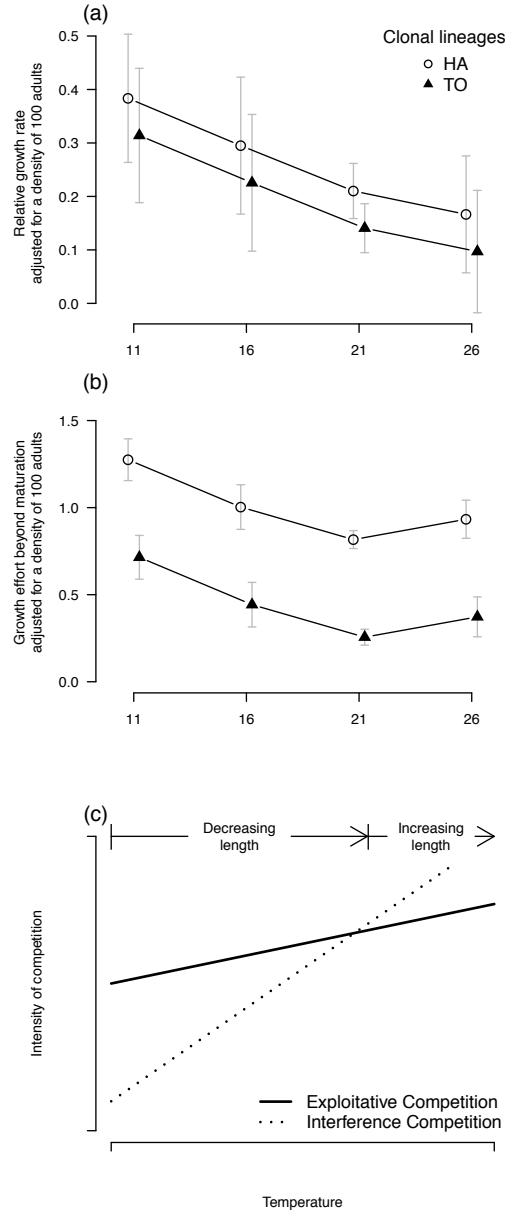 (a)
Relative growth rate
adjusted for a density of 100 adults
0.5
0.4
0.3
0.2
0.1
0.0
Clonal lineages
HA
TO
11 16 21 26
(b)
Growth effort beyond maturation
adjusted for a density of 100 adults
1.5
1.0
0.5
0.0
11 16 21 26
(c)
Decreasing
length
Increasing
length
Intensity of competition
Exploitative Competition
Interference Competition
Temperature